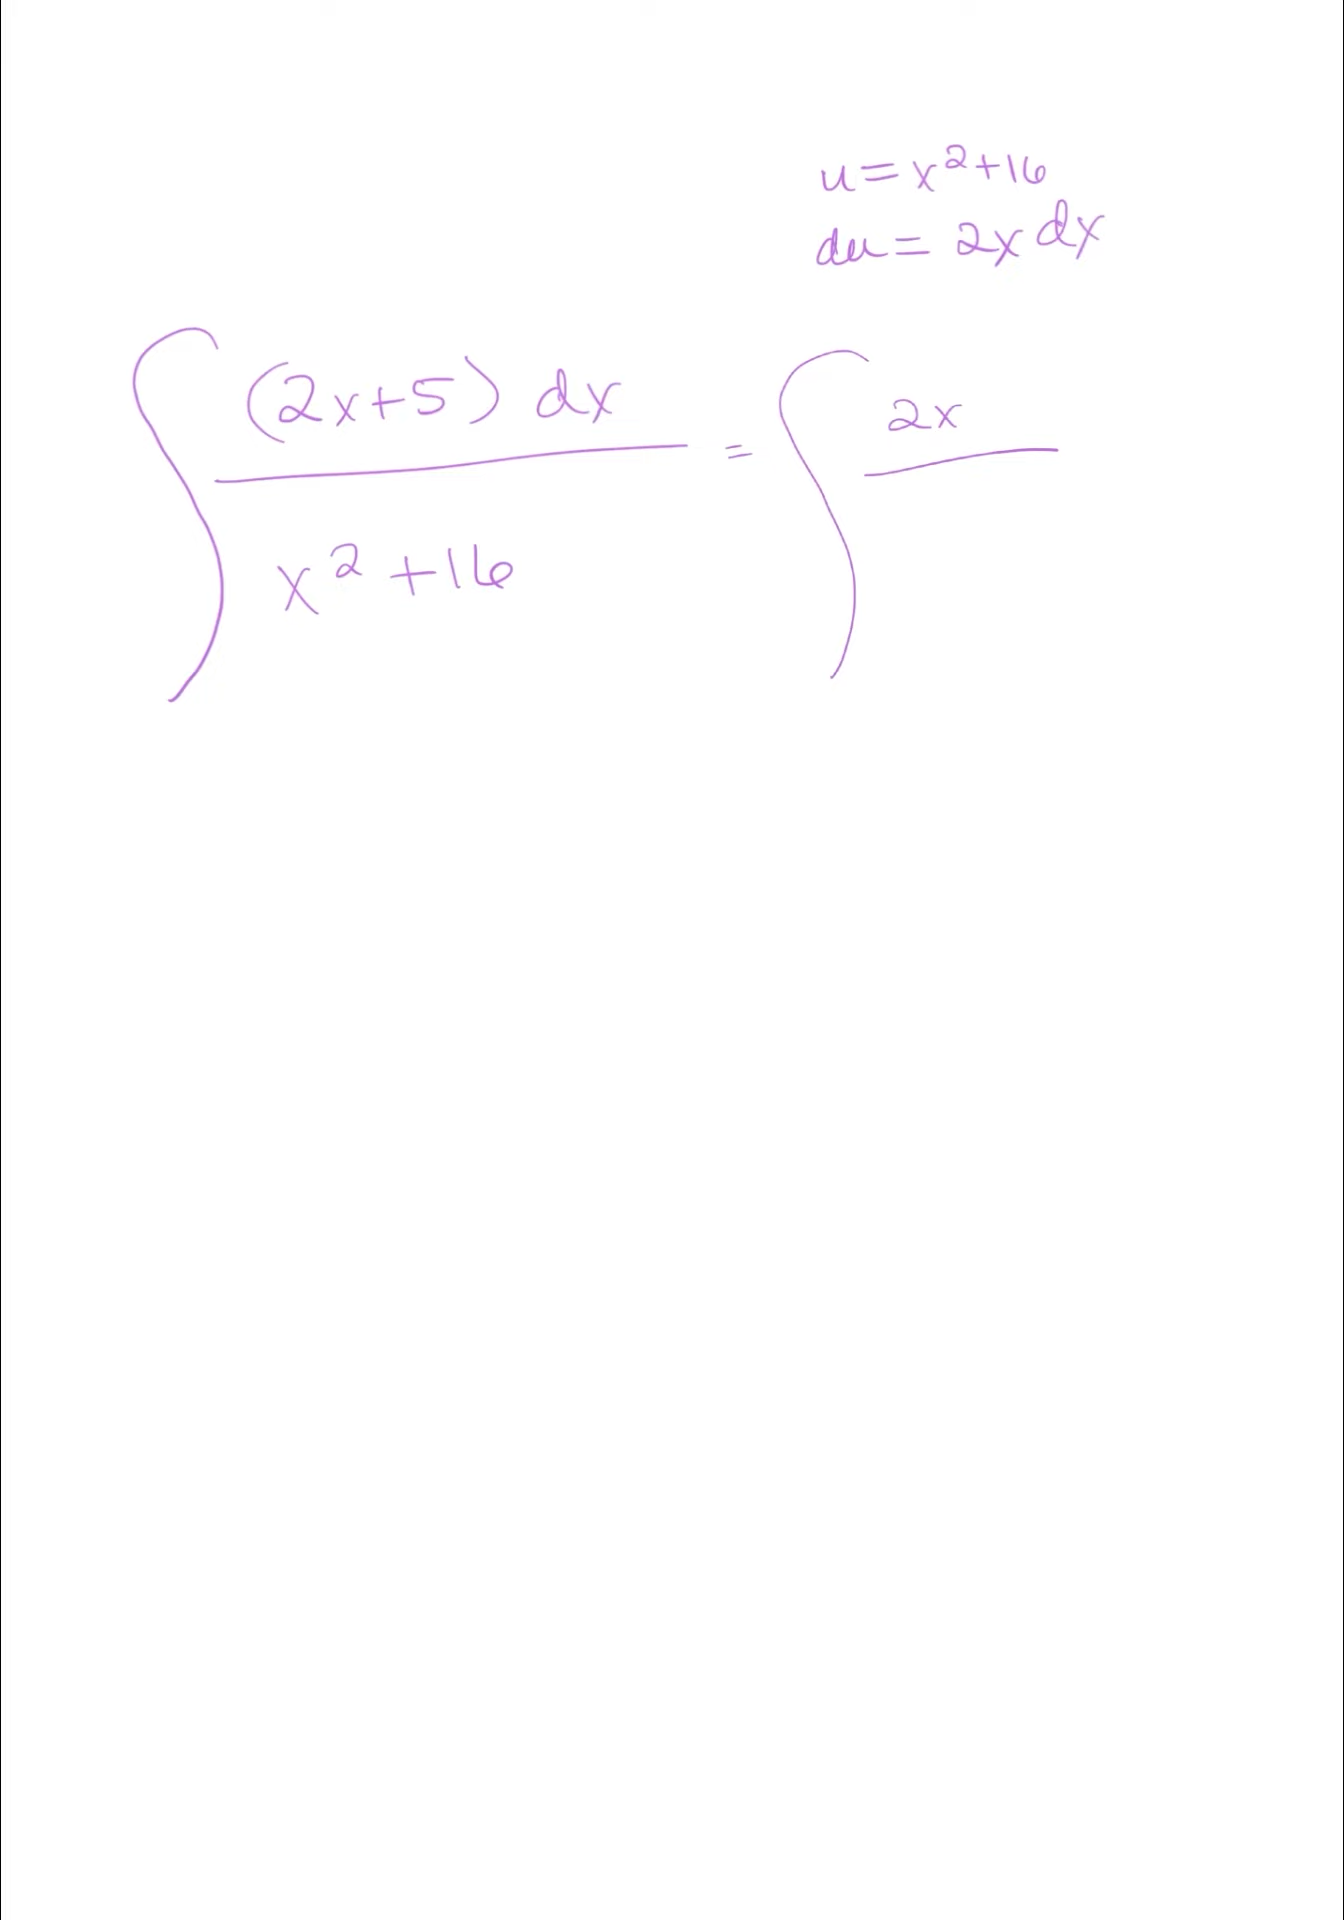 u = x² + 16
du = 2x dx
∫ (2x+5) dx / x² + 16 = ∫ 2x /